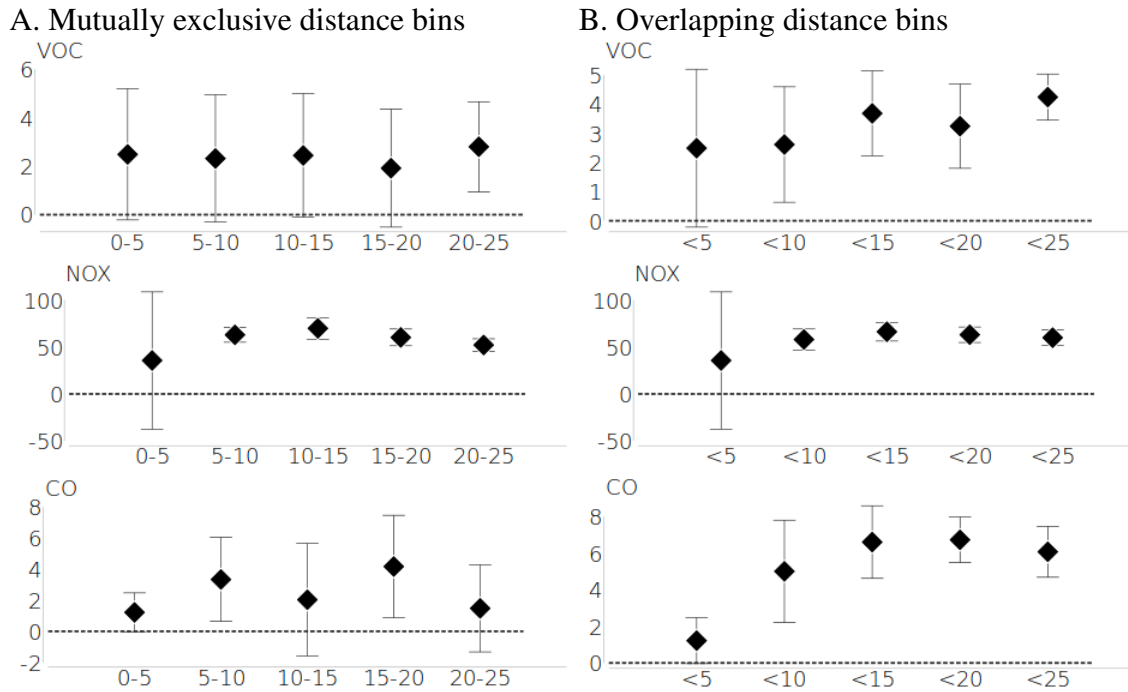 A. Mutually exclusive distance bins
VOC
6
4
2
0
0-5 5-10 10-15 15-20 20-25
NOX
100
50
0
-50
0-5 5-10 10-15 15-20 20-25
CO
8
6
4
2
0
-2
0-5 5-10 10-15 15-20 20-25
B. Overlapping distance bins
VOC
5
4
3
2
1
0
<5 <10 <15 <20 <25
NOX
100
50
0
-50
<5 <10 <15 <20 <25
CO
8
6
4
2
0
<5 <10 <15 <20 <25